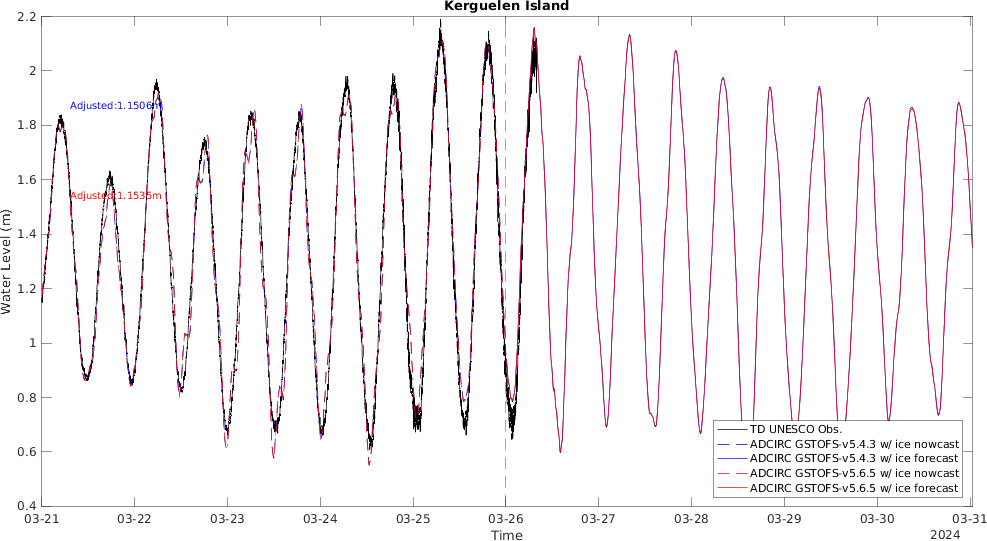 Kerguelen Island
2.2
2
1.8
1.6
1.4
1.2
1
0.8
0.6
0.4
Water Level (m)
Adjusted:1.1506m
Adjusted:1.1535m
TD UNESCO Obs.
ADCIRC GSTOFS-v5.4.3 w/ ice nowcast
ADCIRC GSTOFS-v5.4.3 w/ ice forecast
ADCIRC GSTOFS-v5.6.5 w/ ice nowcast
ADCIRC GSTOFS-v5.6.5 w/ ice forecast
03-21 03-22 03-23 03-24 03-25 03-26 03-27 03-28 03-29 03-30 03-31
Time
2024